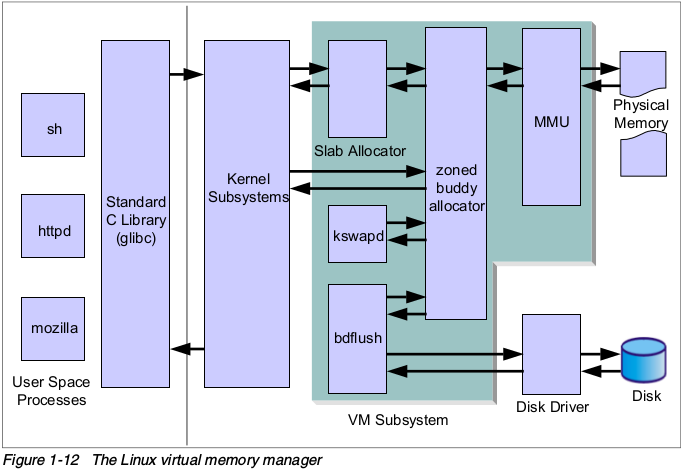 sh
httpd
mozilla
User Space
Processes
Standard
C Library
(glibc)
Kernel
Subsystems
Slab Allocator
zoned
buddy
allocator
kswapd
bdflush
VM Subsystem
MMU
Physical
Memory
Disk Driver
Disk
Figure 1-12 The Linux virtual memory manager